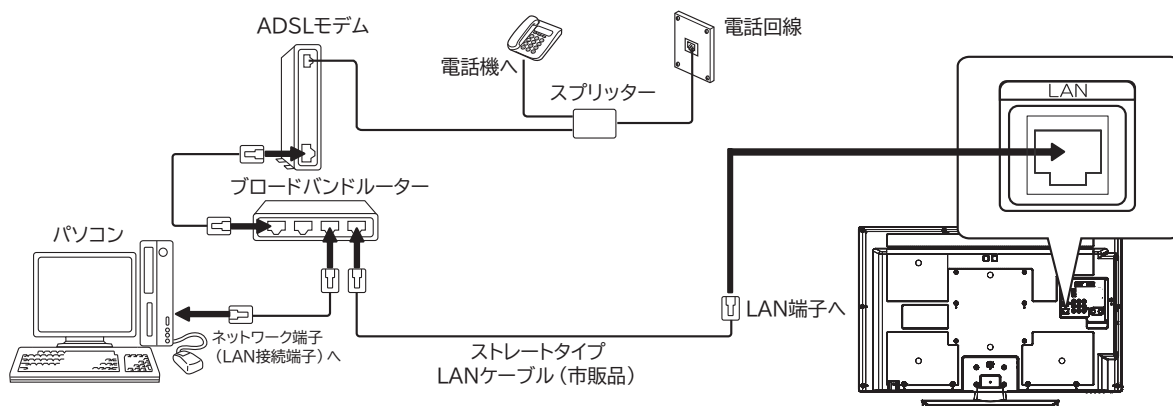 ADSLモデム
電話回線
電話機へ
スプリッター
LAN
ブロードバンドルーター
パソコン
LAN端子へ
ネットワーク端子
（LAN接続端子）へ
ストレートタイプ
LANケーブル（市販品）